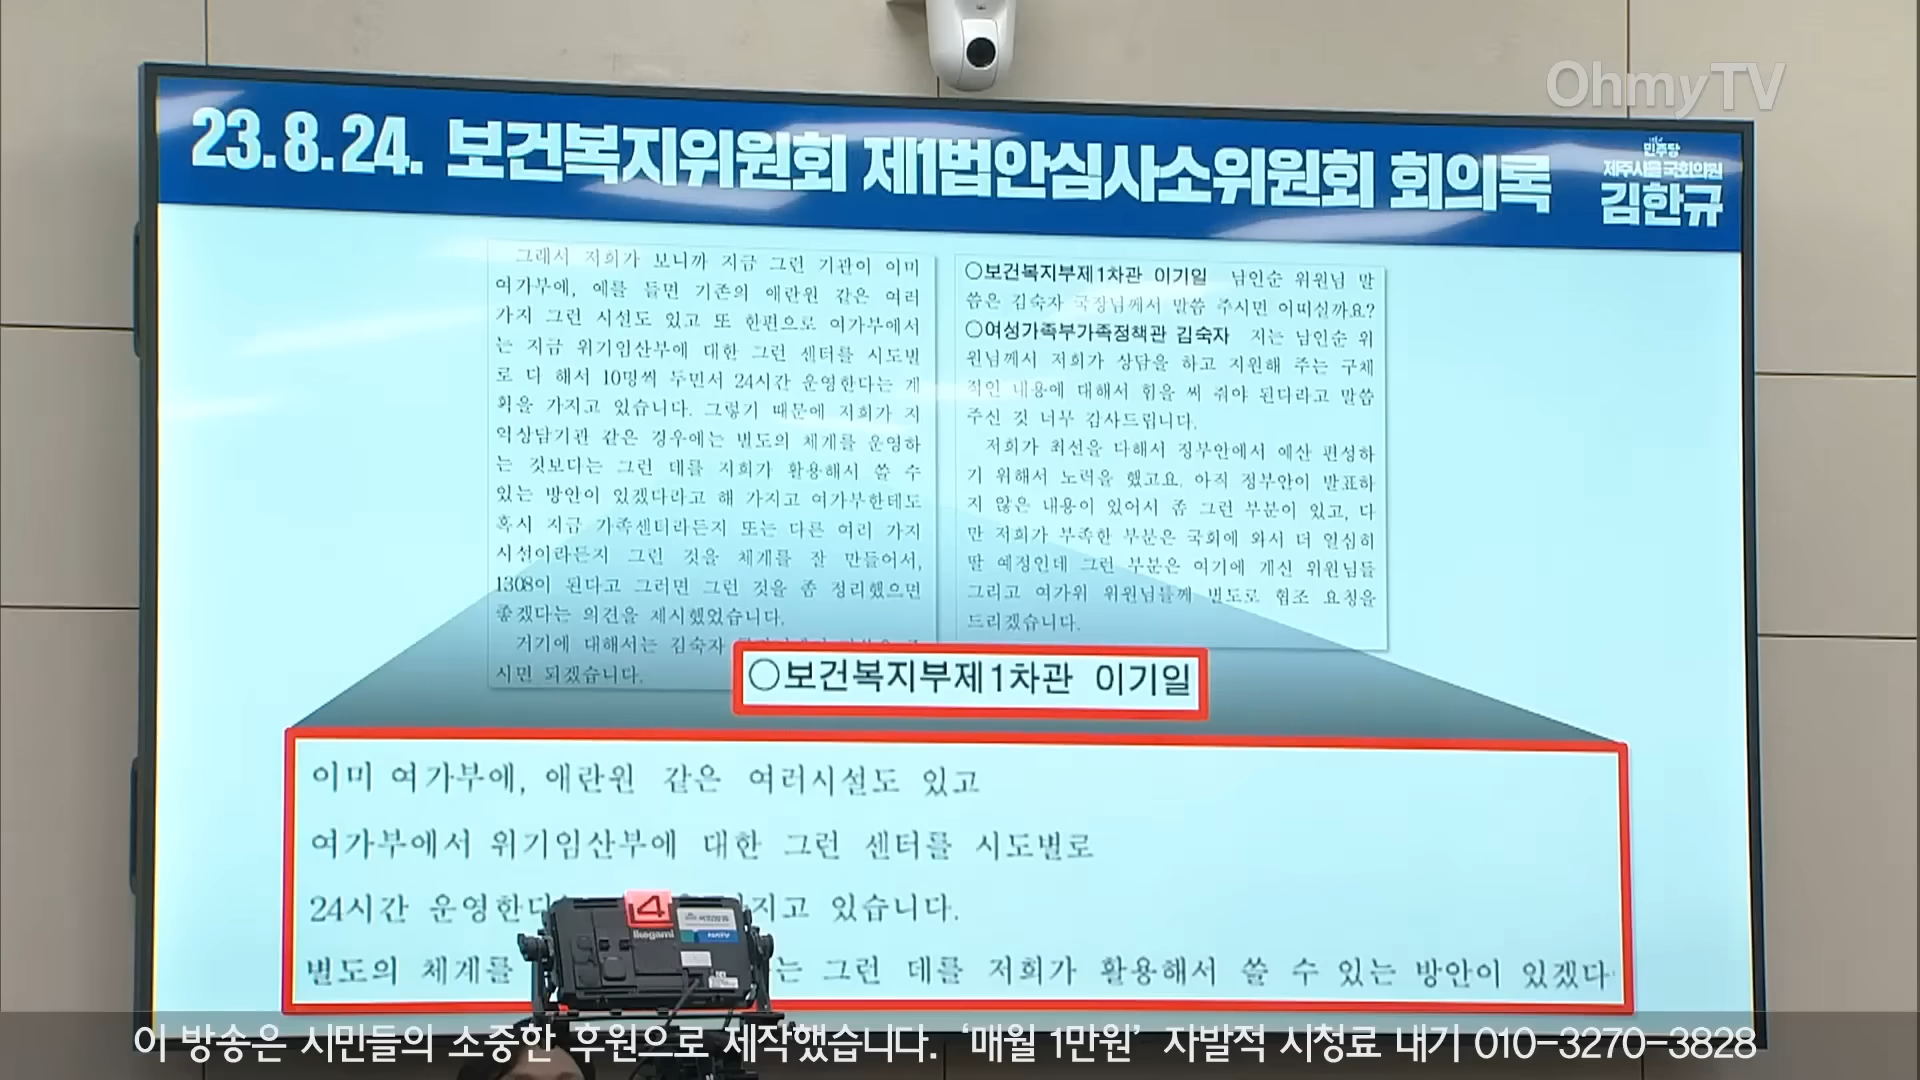 OhmyTV
23.8.24. 보건복지위원회 제1법안심사소위원회 회의록
민주당
제주시을 국회의원
김한규
그래서 저희가 보니까 지금 그런 기관이 이미
여가부에, 예를 들면 기존의 애란원 같은 여러
가지 그런 시설도 있고 또 한편으로 여가부에서
는 지금 위기임산부에 대한 그런 센터를 시도별
로 다 해서 10명씩 두면서 24시간 운영한다는 계
획을 가지고 있습니다. 그렇기 때문에 저희가 지
역상담기관 같은 경우에는 별도의 체계를 운영하
는 것보다는 그런 데를 저희가 활용해서 쓸 수
있는 방안이 있겠다라고 해 가지고 여가부한테도
혹시 지금 가족센터라든지 또는 다른 여러 가지
시설이라든지 그런 것을 체계를 잘 만들어서,
1308이 된다고 그러면 그런 것을 좀 정리했으면
좋겠다는 의견을 제시했었습니다.
거기에 대해서는 김숙자
시면 되겠습니다.
○보건복지부제1차관 이기일 남인순 위원님 말
씀은 김숙자 국장님께서 말씀 주시면 어떠실까요?
○여성가족부가족정책관 김숙자 저는 남인순 위
원님께서 저희가 상담을 하고 지원해 주는 구체
적인 내용에 대해서 힘을 써 줘야 된다라고 말씀
주신 것 너무 감사드립니다.
저희가 최선을 다해서 정부안에서 예산 편성하
기 위해서 노력을 했고요. 아직 정부안이 발표하
지 않은 내용이 있어서 좀 그런 부분이 있고, 다
만 저희가 부족한 부분은 국회에 와서 더 열심히
딸 예정인데 그런 부분은 여기에 계신 위원님들
그리고 여가위 위원님들께 별도로 협조 요청을
드리겠습니다.
○보건복지부제1차관 이기일
이미 여가부에, 애란원 같은 여러시설도 있고
여가부에서 위기임산부에 대한 그런 센터를 시도별로
24시간 운영한다 지고 있습니다.
별도의 체계를 는 그런 데를 저희가 활용해서 쓸 수 있는 방안이 있겠다
4
Ikegami
NATV
이 방송은 시민들의 소중한 후원으로 제작했습니다. '매월 1만원' 자발적 시청료 내기 010-3270-3828